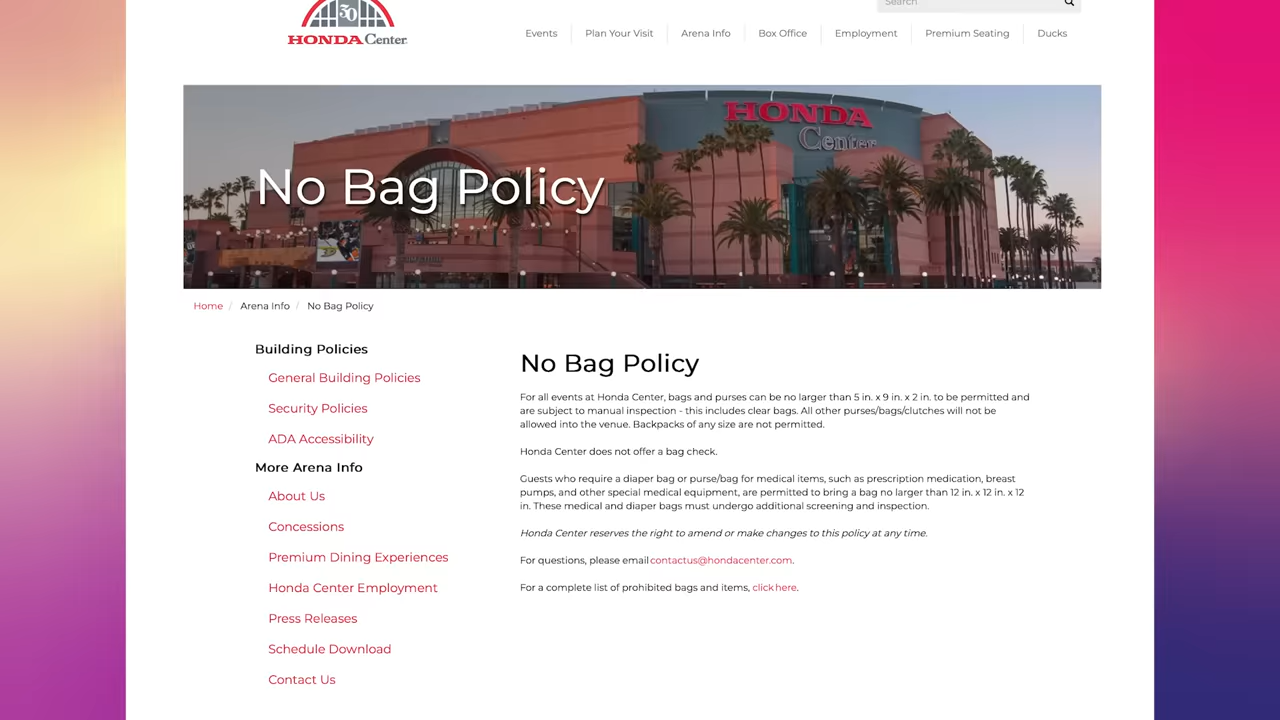 Search
30
HONDA Center
Events
Plan Your Visit
Arena Info
Box Office
Employment
Premium Seating
Ducks
HONDA
Center
No Bag Policy
Home / Arena Info / No Bag Policy
Building Policies
General Building Policies
Security Policies
ADA Accessibility
More Arena Info
About Us
Concessions
Premium Dining Experiences
Honda Center Employment
Press Releases
Schedule Download
Contact Us
No Bag Policy
For all events at Honda Center, bags and purses can be no larger than 5 in. x 9 in. x 2 in. to be permitted and
are subject to manual inspection - this includes clear bags. All other purses/bags/clutches will not be
allowed into the venue. Backpacks of any size are not permitted.
Honda Center does not offer a bag check.
Guests who require a diaper bag or purse/bag for medical items, such as prescription medication, breast
pumps, and other special medical equipment, are permitted to bring a bag no larger than 12 in. x 12 in. x 12
in. These medical and diaper bags must undergo additional screening and inspection.
Honda Center reserves the right to amend or make changes to this policy at any time.
For questions, please email contactus@hondacenter.com.
For a complete list of prohibited bags and items, click here.